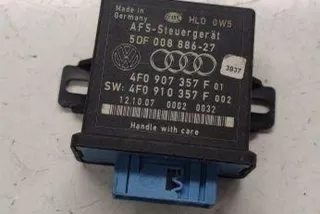 Made in
Germany
HLD 0W5
AFS-Steuergerät
5DF 008 886-27
3037
4F0 907 357 F 01
SW: 4F0 910 357 F 002
12.10.07 0002 0032
Handle with care